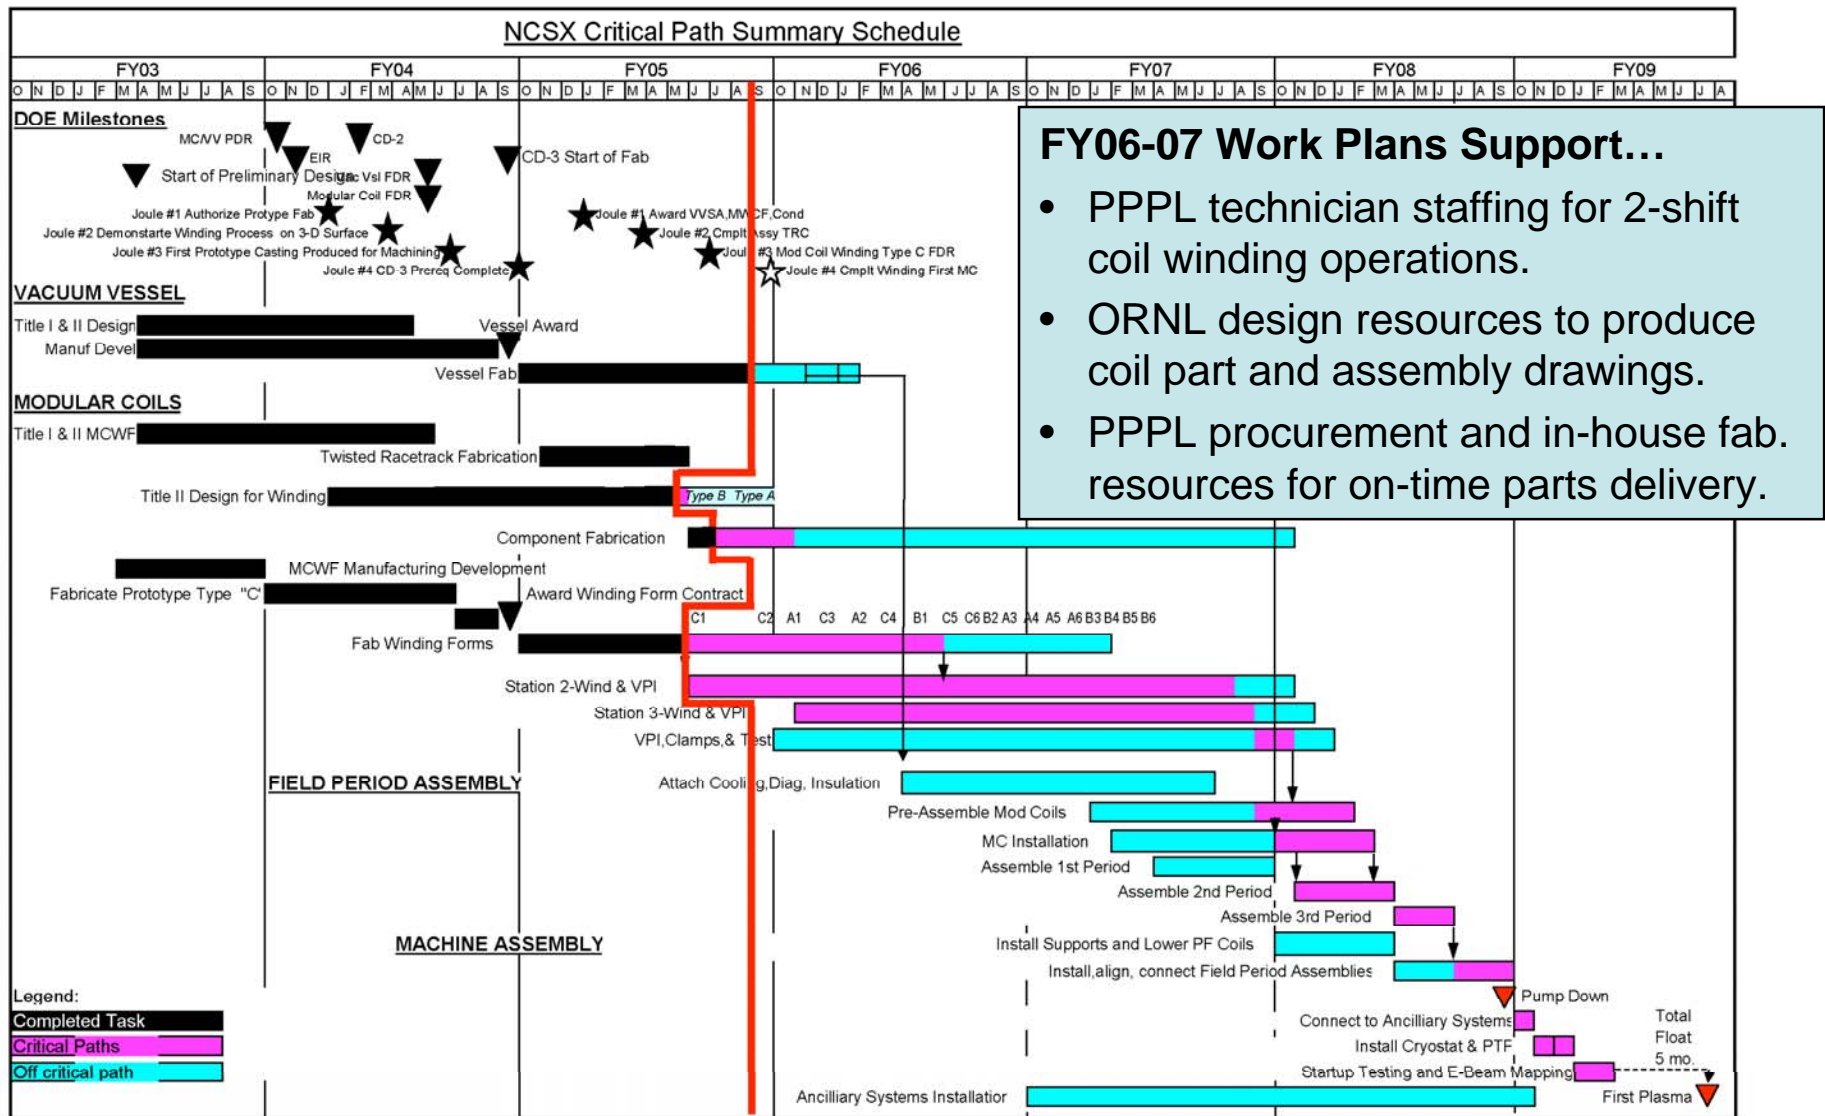 NCSX Critical Path Summary Schedule
FY03 FY04 FY05 FY06 FY07 FY08 FY09
O N D J F M A M J J A S O N D J F M A M J J A S O N D J F M A M J J A S O N D J F M A M J J A S O N D J F M A M J J A S O N D J F M A M J J A S O N D J F M A M J J A
DOE Milestones
MC/VV PDR
CD-2
EIR
CD-3 Start of Fab
Start of Preliminary Design
Vac Vsl FDR
Modular Coil FDR
Joule #1 Authorize Protype Fab
Joule #1 Award VVSA,MWCF,Cond
Joule #2 Demonstarte Winding Process on 3-D Surface
Joule #2 Cmplt Assy TRC
Joule #3 First Prototype Casting Produced for Machining
Joule #3 Mod Coil Winding Type C FDR
Joule #4 CD-3 Prereq Complete
Joule #4 Cmplt Winding First MC
FY06-07 Work Plans Support…
• PPPL technician staffing for 2-shift
coil winding operations.
• ORNL design resources to produce
coil part and assembly drawings.
• PPPL procurement and in-house fab.
resources for on-time parts delivery.
VACUUM VESSEL
Title I & II Design
Vessel Award
Manuf Devel
Vessel Fab
MODULAR COILS
Title I & II MCWF
Twisted Racetrack Fabrication
Title II Design for Winding
Type B Type A
Component Fabrication
MCWF Manufacturing Development
Fabricate Prototype Type "C"
Award Winding Form Contract
C1 C2 A1 C3 A2 C4 B1 C5 C6 B2 A3 A4 A5 A6 B3 B4 B5 B6
Fab Winding Forms
Station 2-Wind & VPI
Station 3-Wind & VPI
VPI,Clamps,& Test
FIELD PERIOD ASSEMBLY
Attach Cooling,Diag, Insulation
Pre-Assemble Mod Coils
MC Installation
Assemble 1st Period
Assemble 2nd Period
Assemble 3rd Period
MACHINE ASSEMBLY
Install Supports and Lower PF Coils
Install,align, connect Field Period Assemblies
Pump Down
Connect to Ancilliary Systems
Install Cryostat & PTF
Startup Testing and E-Beam Mapping
Total
Float
5 mo.
Ancilliary Systems Installation
First Plasma
Legend:
Completed Task
Critical Paths
Off critical path